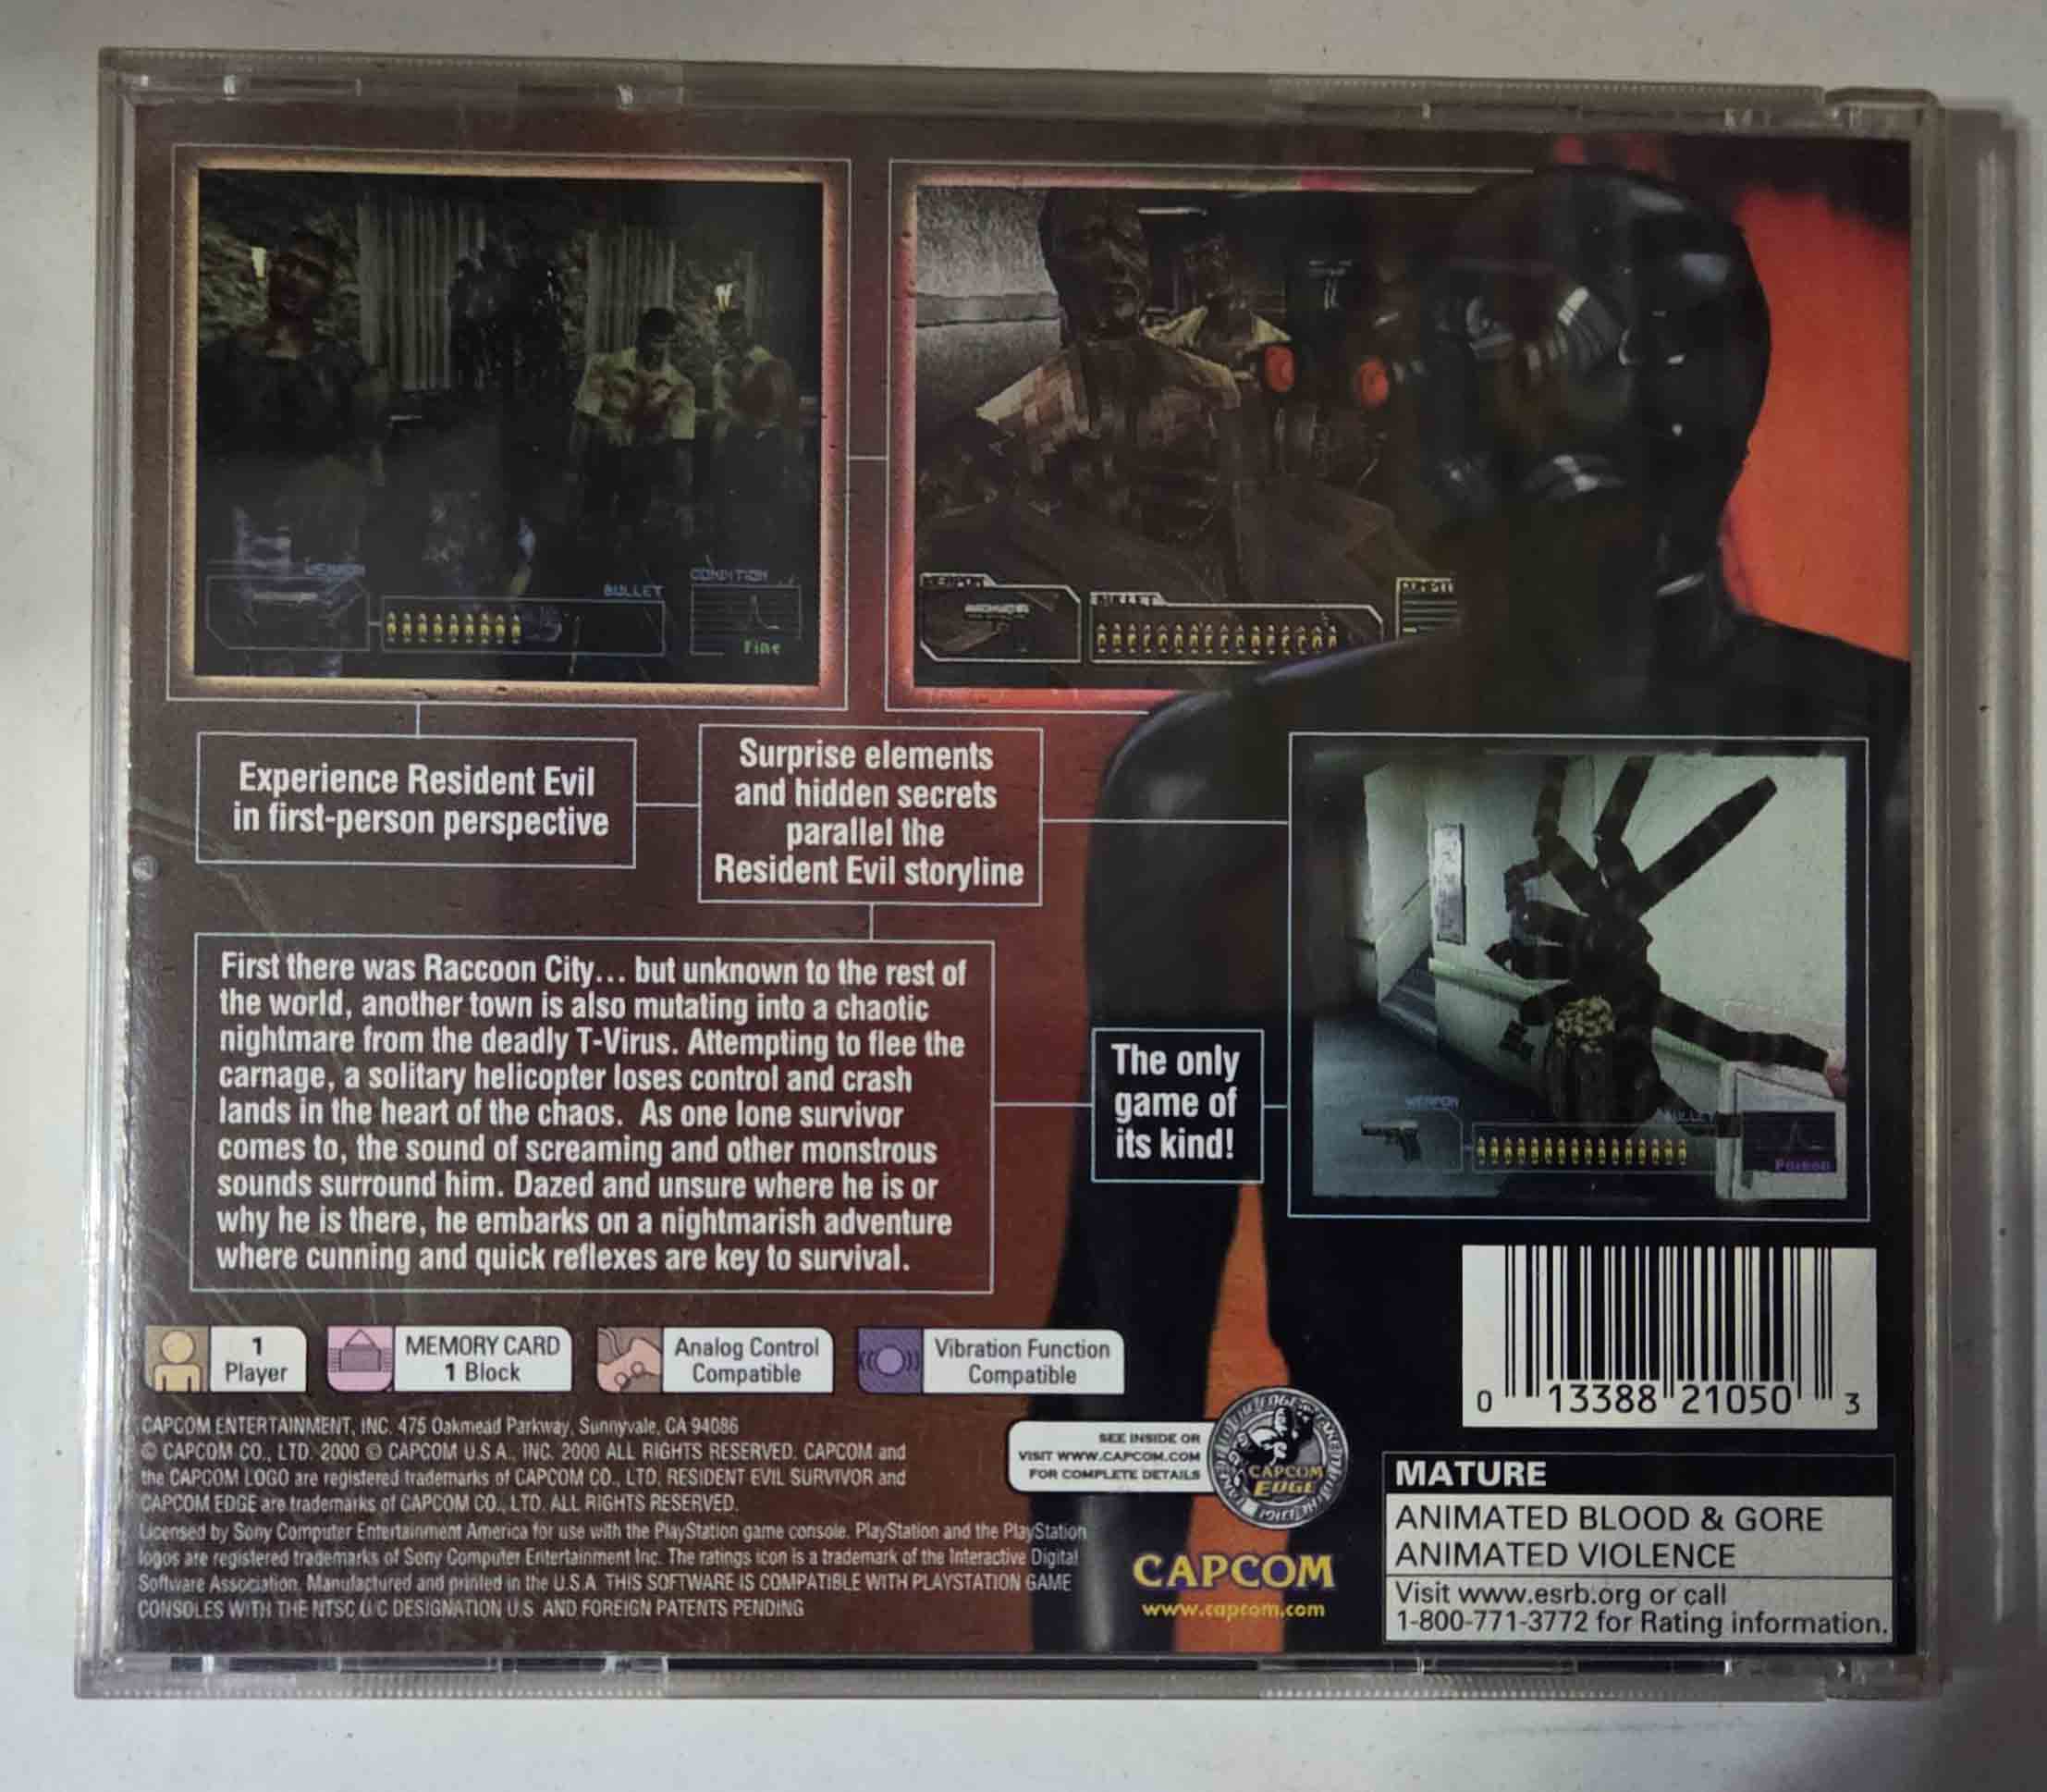 WEAPON
BULLET
CONDITION
Fine
WEAPON
BULLET
Experience Resident Evil
in first-person perspective
Surprise elements
and hidden secrets
parallel the
Resident Evil storyline
First there was Raccoon City... but unknown to the rest of
the world, another town is also mutating into a chaotic
nightmare from the deadly T-Virus. Attempting to flee the
carnage, a solitary helicopter loses control and crash
lands in the heart of the chaos. As one lone survivor
comes to, the sound of screaming and other monstrous
sounds surround him. Dazed and unsure where he is or
why he is there, he embarks on a nightmarish adventure
where cunning and quick reflexes are key to survival.
The only
game of
its kind!
WEAPON
BULLET
Poison
1
Player
MEMORY CARD
1 Block
Analog Control
Compatible
Vibration Function
Compatible
0 13388 21050 3
CAPCOM ENTERTAINMENT, INC. 475 Oakmead Parkway, Sunnyvale, CA 94086
© CAPCOM CO., LTD. 2000 © CAPCOM U.S.A., INC. 2000 ALL RIGHTS RESERVED. CAPCOM and
the CAPCOM LOGO are registered trademarks of CAPCOM CO., LTD. RESIDENT EVIL SURVIVOR and
CAPCOM EDGE are trademarks of CAPCOM CO., LTD. ALL RIGHTS RESERVED.
Licensed by Sony Computer Entertainment America for use with the PlayStation game console. PlayStation and the PlayStation
logos are registered trademarks of Sony Computer Entertainment Inc. The ratings icon is a trademark of the Interactive Digital
Software Association. Manufactured and printed in the U.S.A. THIS SOFTWARE IS COMPATIBLE WITH PLAYSTATION GAME
CONSOLES WITH THE NTSC U/C DESIGNATION U.S. AND FOREIGN PATENTS PENDING
SEE INSIDE OR
VISIT WWW.CAPCOM.COM
FOR COMPLETE DETAILS
CAPCOM
EDGE
CAPCOM
www.capcom.com
MATURE
ANIMATED BLOOD & GORE
ANIMATED VIOLENCE
Visit www.esrb.org or call
1-800-771-3772 for Rating information.